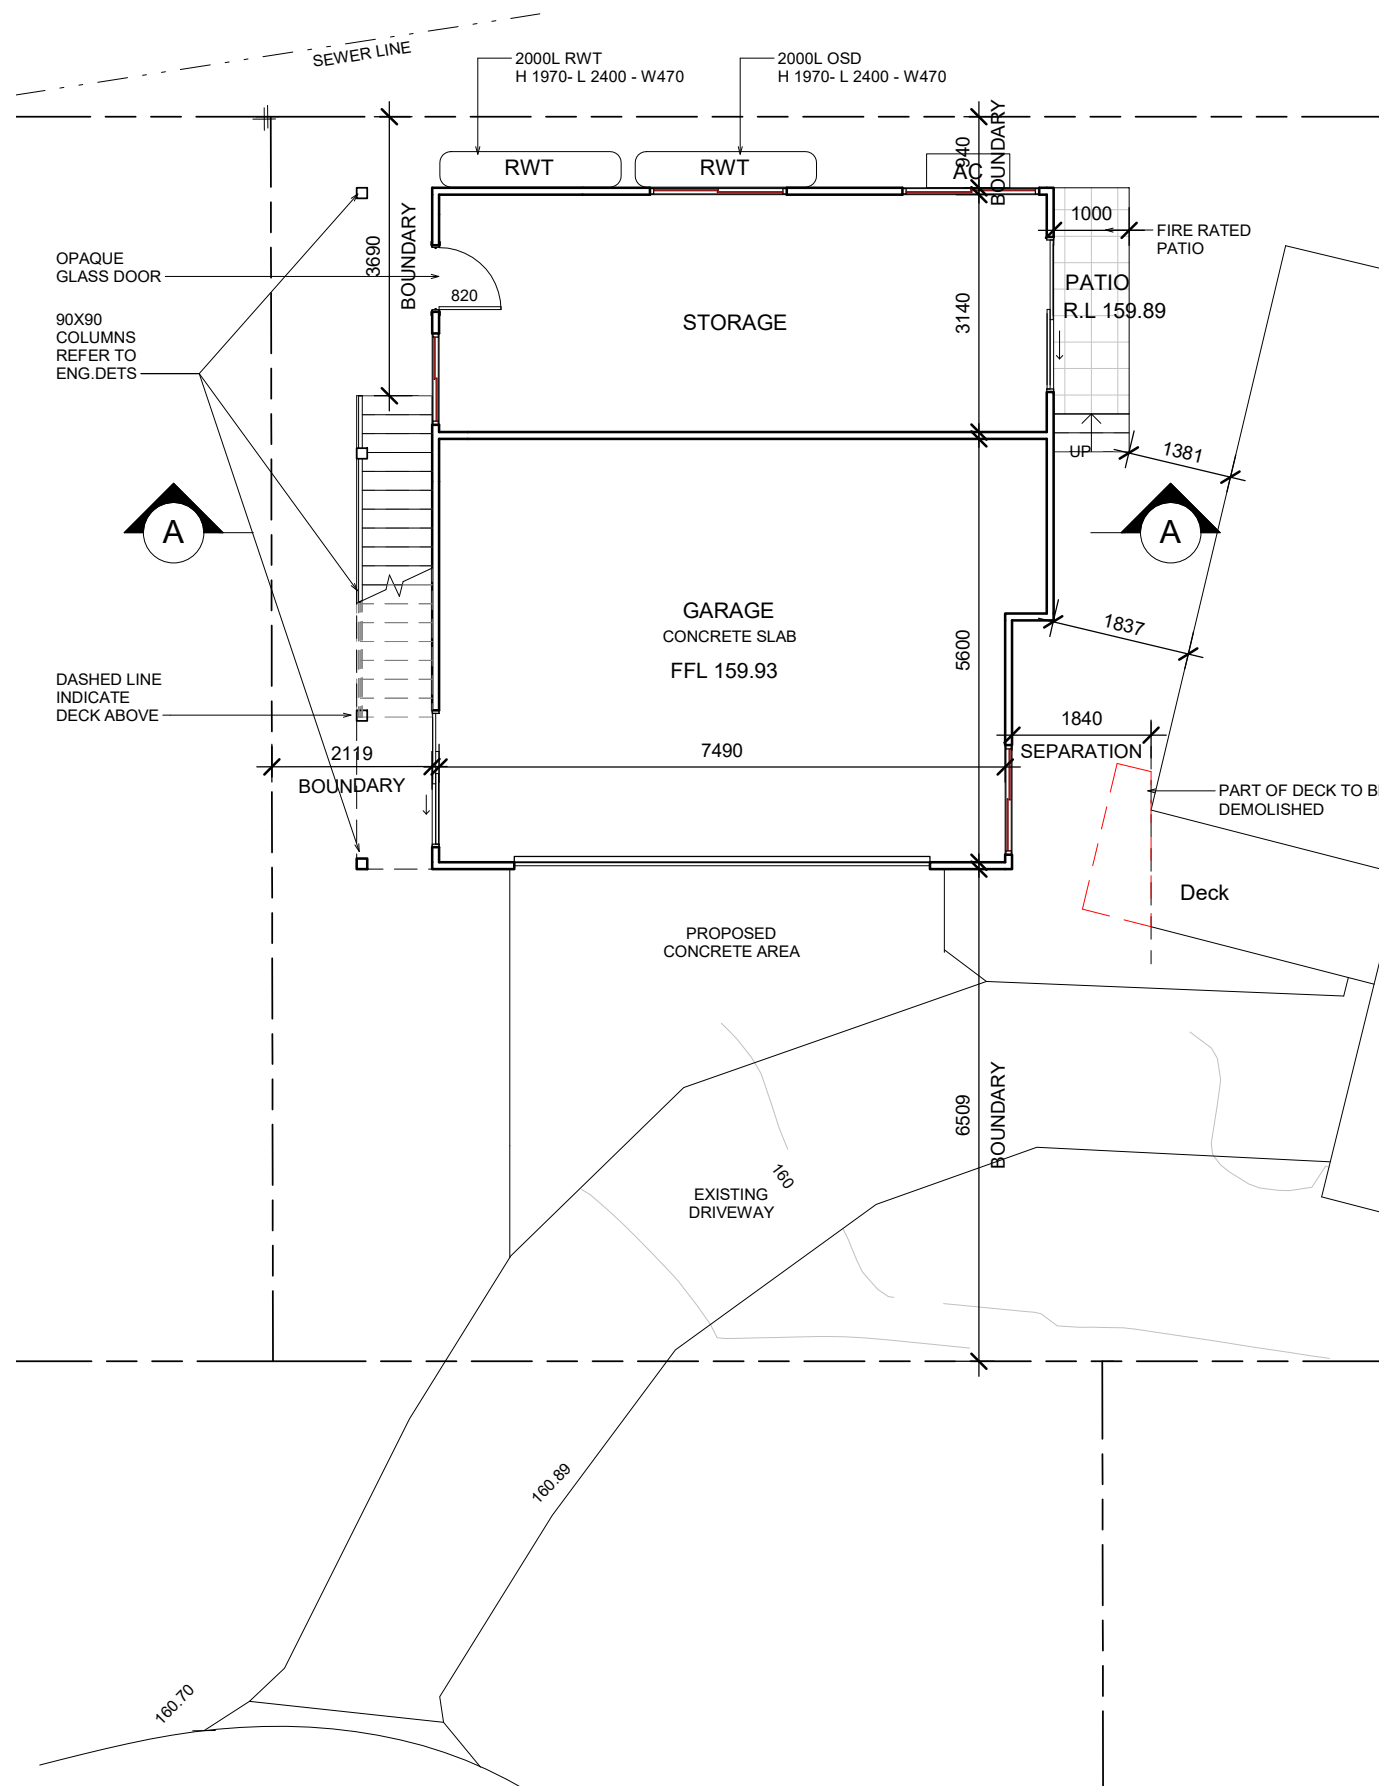 SEWER LINE
2000L RWT
H 1970- L 2400 - W470
2000L OSD
H 1970- L 2400 - W470
RWT
RWT
AC
940
BOUNDARY
3690
BOUNDARY
1000
FIRE RATED
PATIO
OPAQUE
GLASS DOOR
820
PATIO
R.L 159.89
90X90
COLUMNS
REFER TO
ENG.DETS
STORAGE
3140
UP
1381
A
A
GARAGE
CONCRETE SLAB
FFL 159.93
5600
1837
DASHED LINE
INDICATE
DECK ABOVE
2119
BOUNDARY
7490
1840
SEPARATION
PART OF DECK TO B
DEMOLISHED
Deck
PROPOSED
CONCRETE AREA
6509
BOUNDARY
160
EXISTING
DRIVEWAY
160.89
160.70